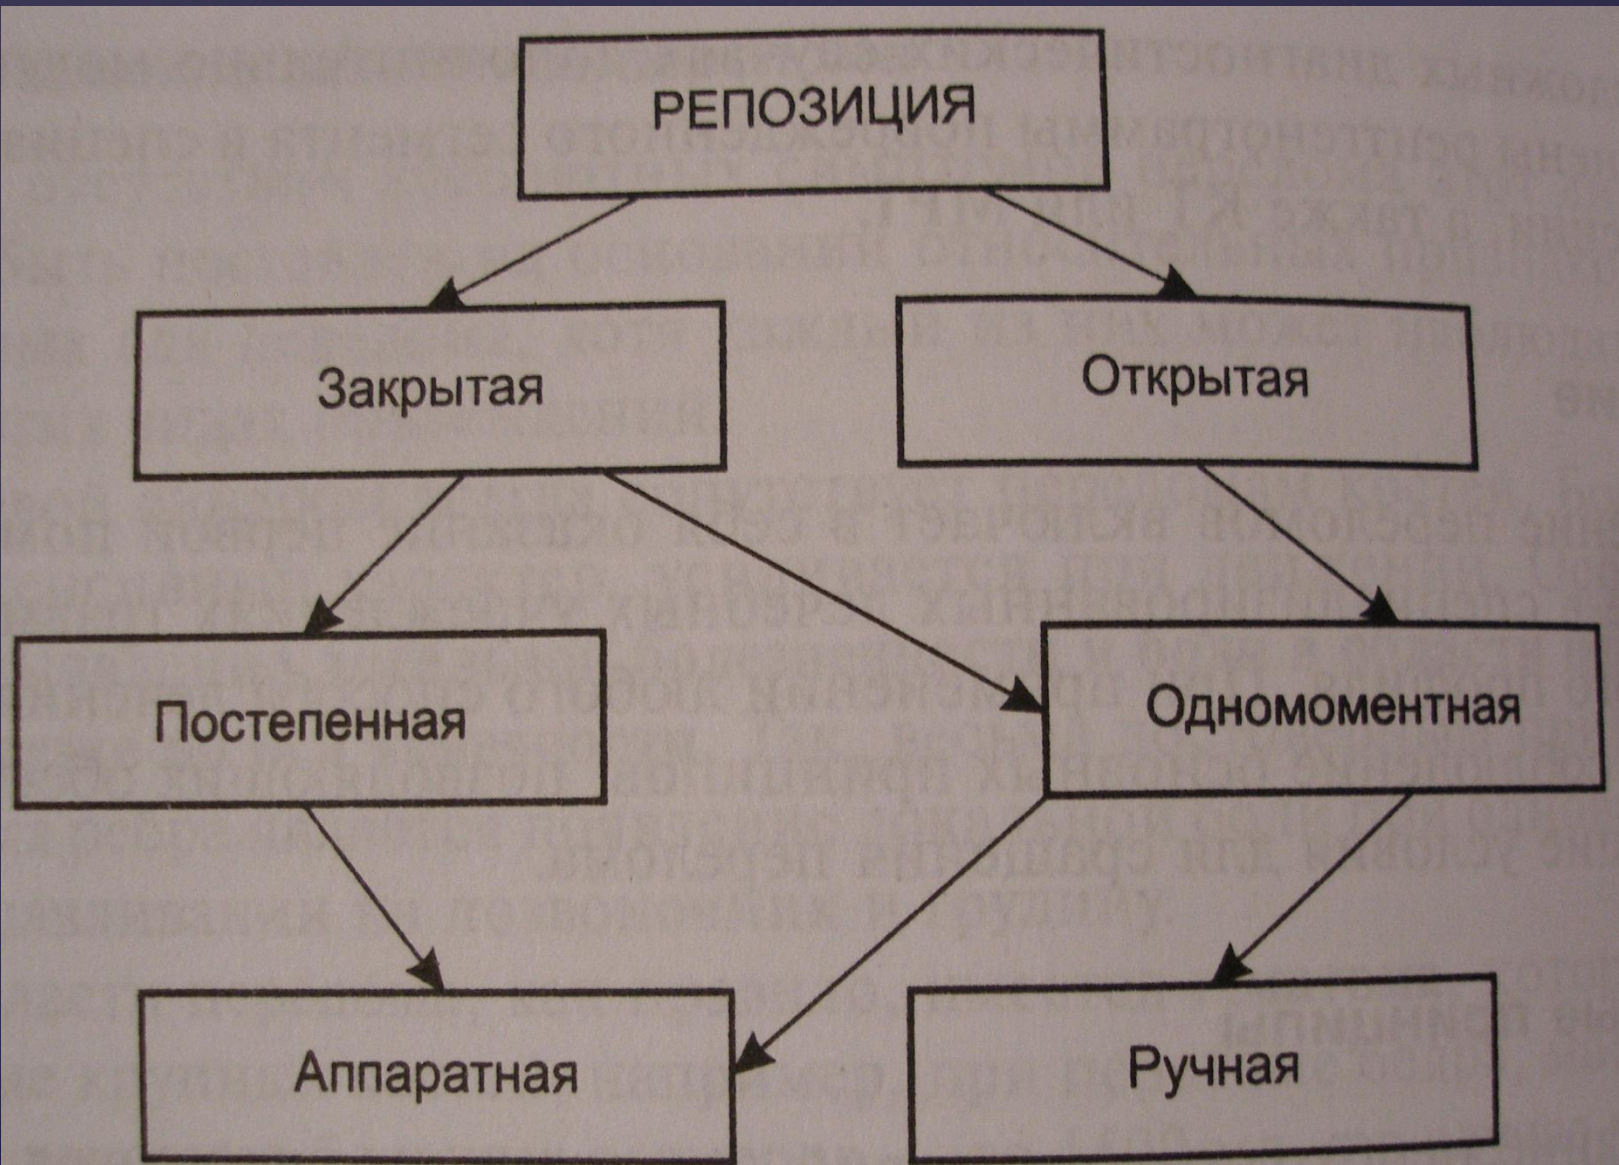 РЕПОЗИЦИЯ
Закрытая
Открытая
Постепенная
Одномоментная
Аппаратная
Ручная